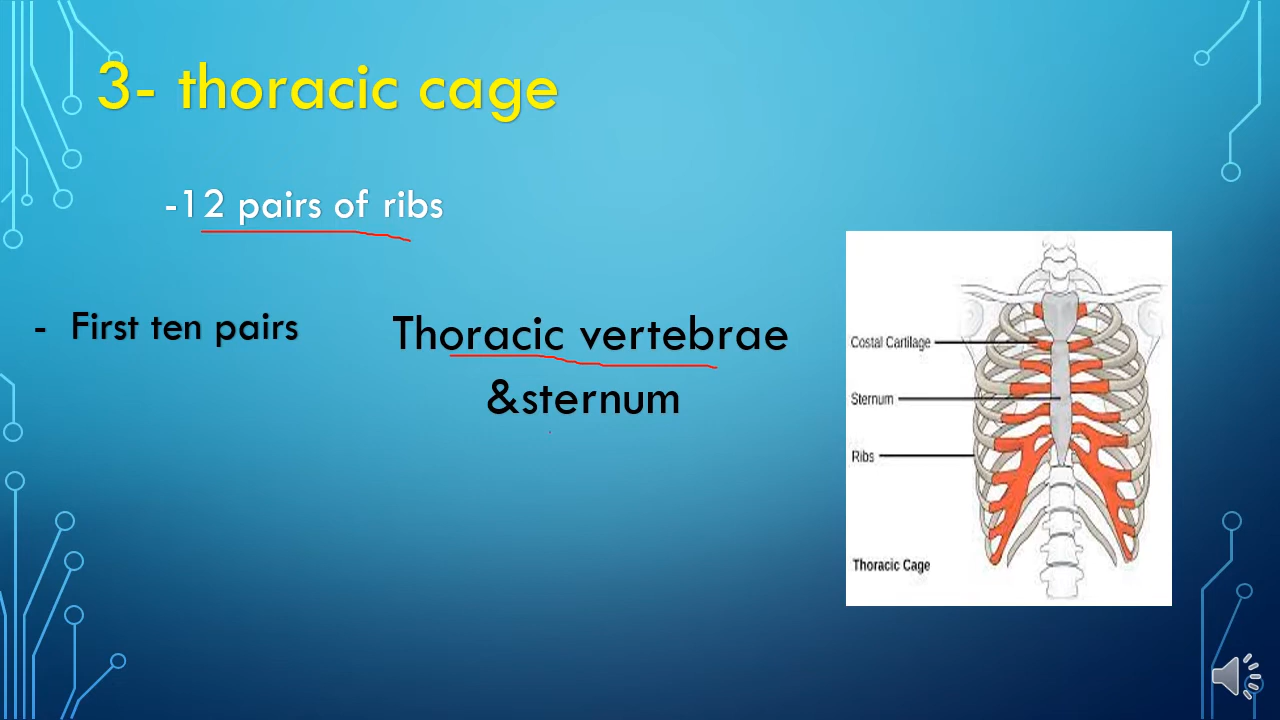 3- thoracic cage
-12 pairs of ribs
- First ten pairs
Thoracic vertebrae
&sternum
Costal Cartilage
Sternum
Ribs
Thoracic Cage